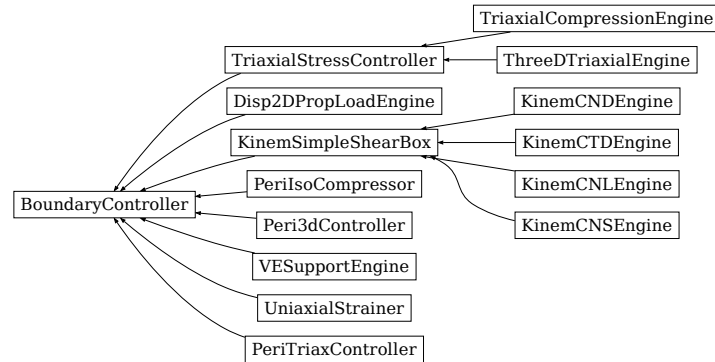 TriaxialCompressionEngine
TriaxialStressController
ThreeDTriaxialEngine
Disp2DPropLoadEngine
KinemCNDEngine
KinemSimpleShearBox
KinemCTDEngine
PeriIsoCompressor
KinemCNLEngine
BoundaryController
Peri3dController
KinemCNSEngine
VESupportEngine
UniaxialStrainer
PeriTriaxController